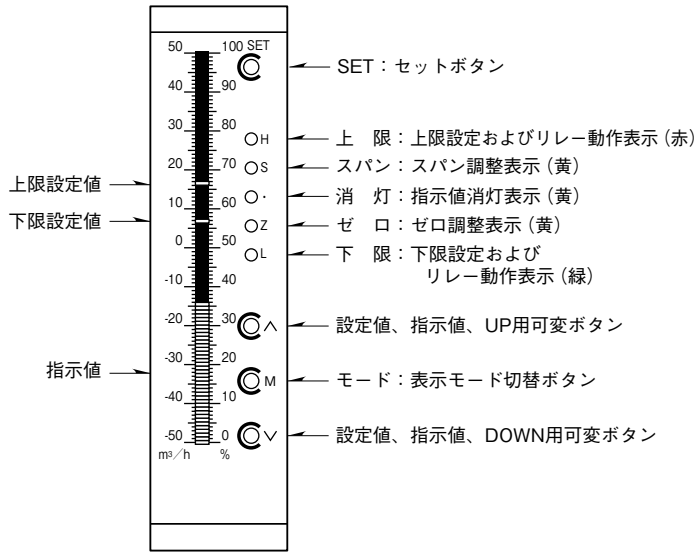 50 100 SET
SET：セットボタン
40 90
30 80
H
上　限：上限設定およびリレー動作表示（赤）
20 70
S
スパン：スパン調整表示（黄）
上限設定値
消　灯：指示値消灯表示（黄）
10 60
下限設定値
Z
ゼ　ロ：ゼロ調整表示（黄）
0 50
L
下　限：下限設定および
リレー動作表示（緑）
-10 40
-20 30
∧
設定値、指示値、UP用可変ボタン
-30 20
指示値
M
モード：表示モード切替ボタン
-40 10
-50 0
∨
設定値、指示値、DOWN用可変ボタン
m³／h %